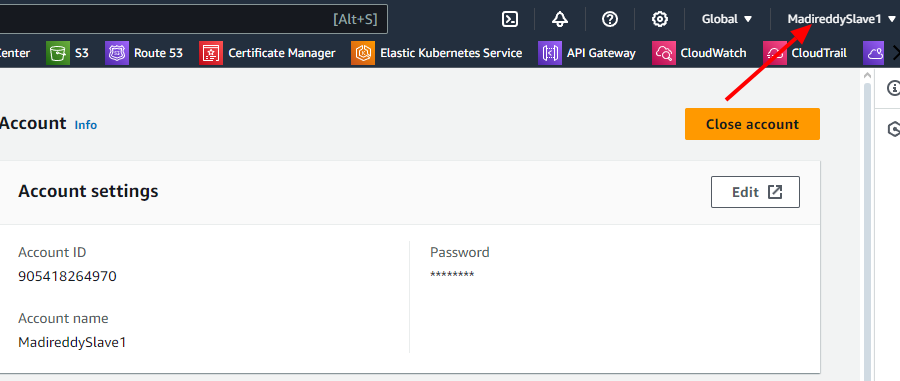 [Alt+S] Global MadireddySlave1
enter S3 Route 53 Certificate Manager Elastic Kubernetes Service API Gateway CloudWatch CloudTrail
Account Info Close account
Account settings Edit
Account ID Password
905418264970 ********
Account name
MadireddySlave1